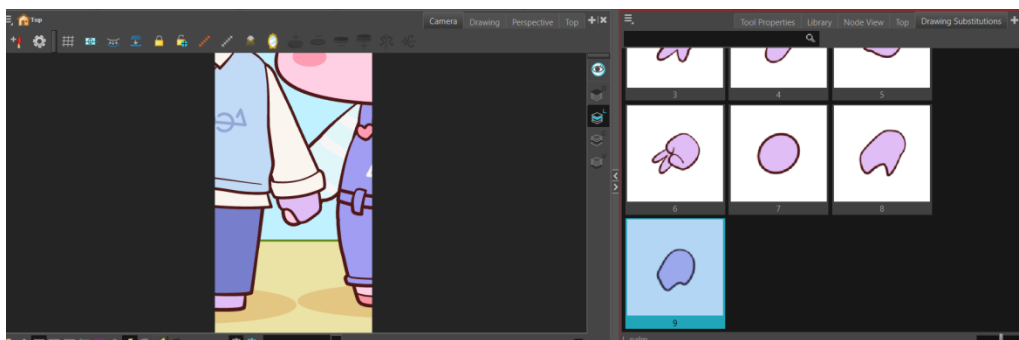 Top
Camera Drawing Perspective Top
Tool Properties Library Node View Top Drawing Substitutions
3 4 5
6 7 8
9